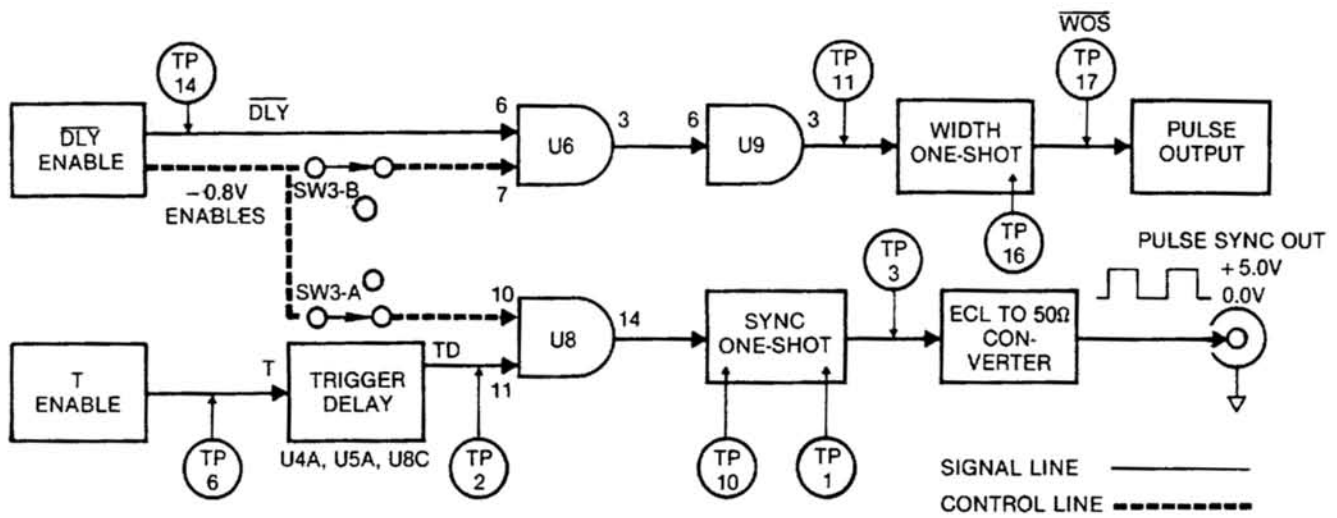 WOS
TP
14
TP
11
TP
17
DLY
ENABLE
DLY
6
7
U6
3
6
U9
3
WIDTH
ONE-SHOT
PULSE
OUTPUT
−0.8V
ENABLES
SW3-B
TP
16
TP
3
PULSE SYNC OUT
+5.0V
0.0V
SW3-A
10
11
U8
14
SYNC
ONE-SHOT
ECL TO 50Ω
CON-
VERTER
T
ENABLE
T
TRIGGER
DELAY
TD
U4A, U5A, U8C
TP
6
TP
2
TP
10
TP
1
SIGNAL LINE
CONTROL LINE